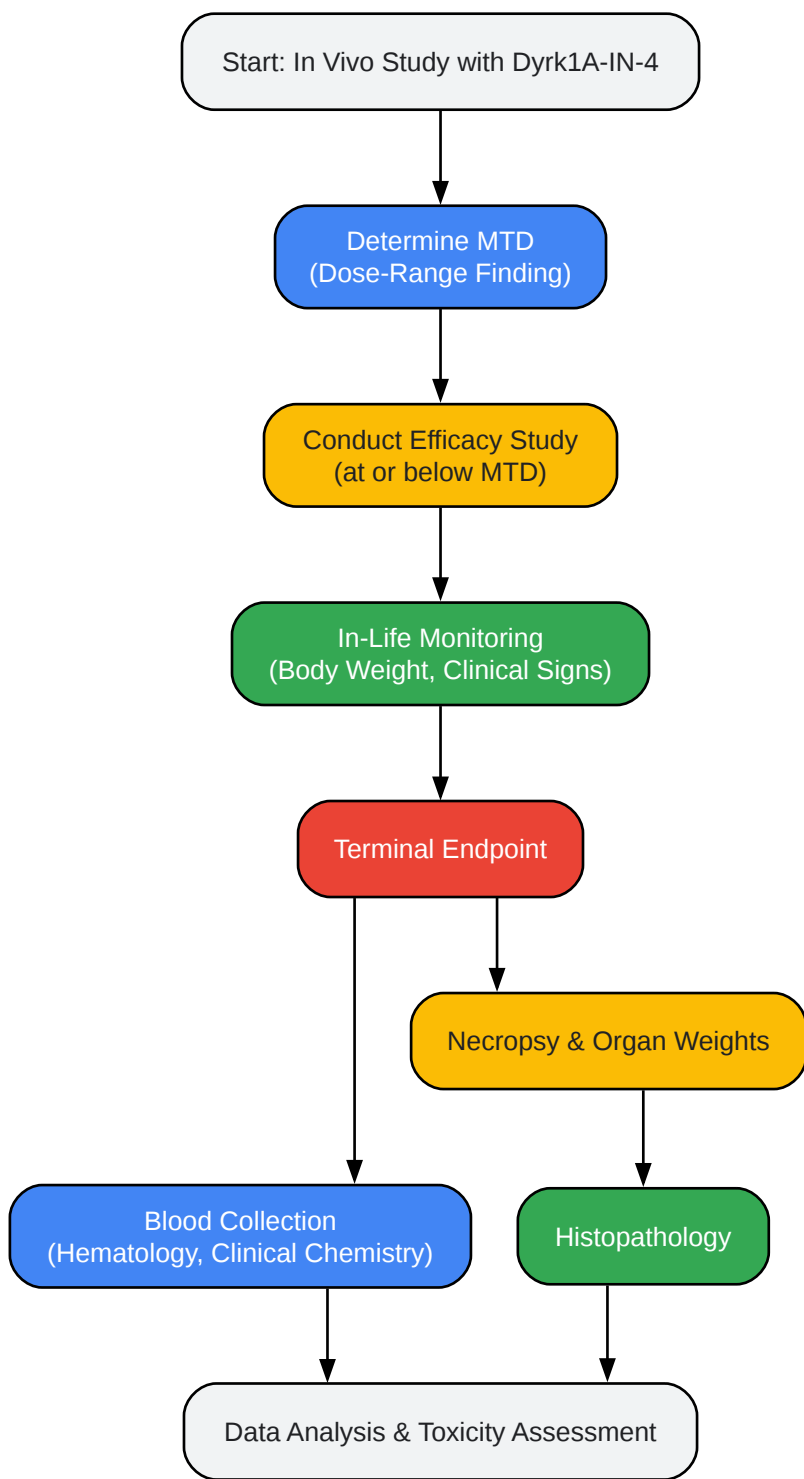 Start: In Vivo Study with Dyrk1A-IN-4
Determine MTD
(Dose-Range Finding)
Conduct Efficacy Study
(at or below MTD)
In-Life Monitoring
(Body Weight, Clinical Signs)
Terminal Endpoint
Necropsy & Organ Weights
Blood Collection
(Hematology, Clinical Chemistry)
Histopathology
Data Analysis & Toxicity Assessment